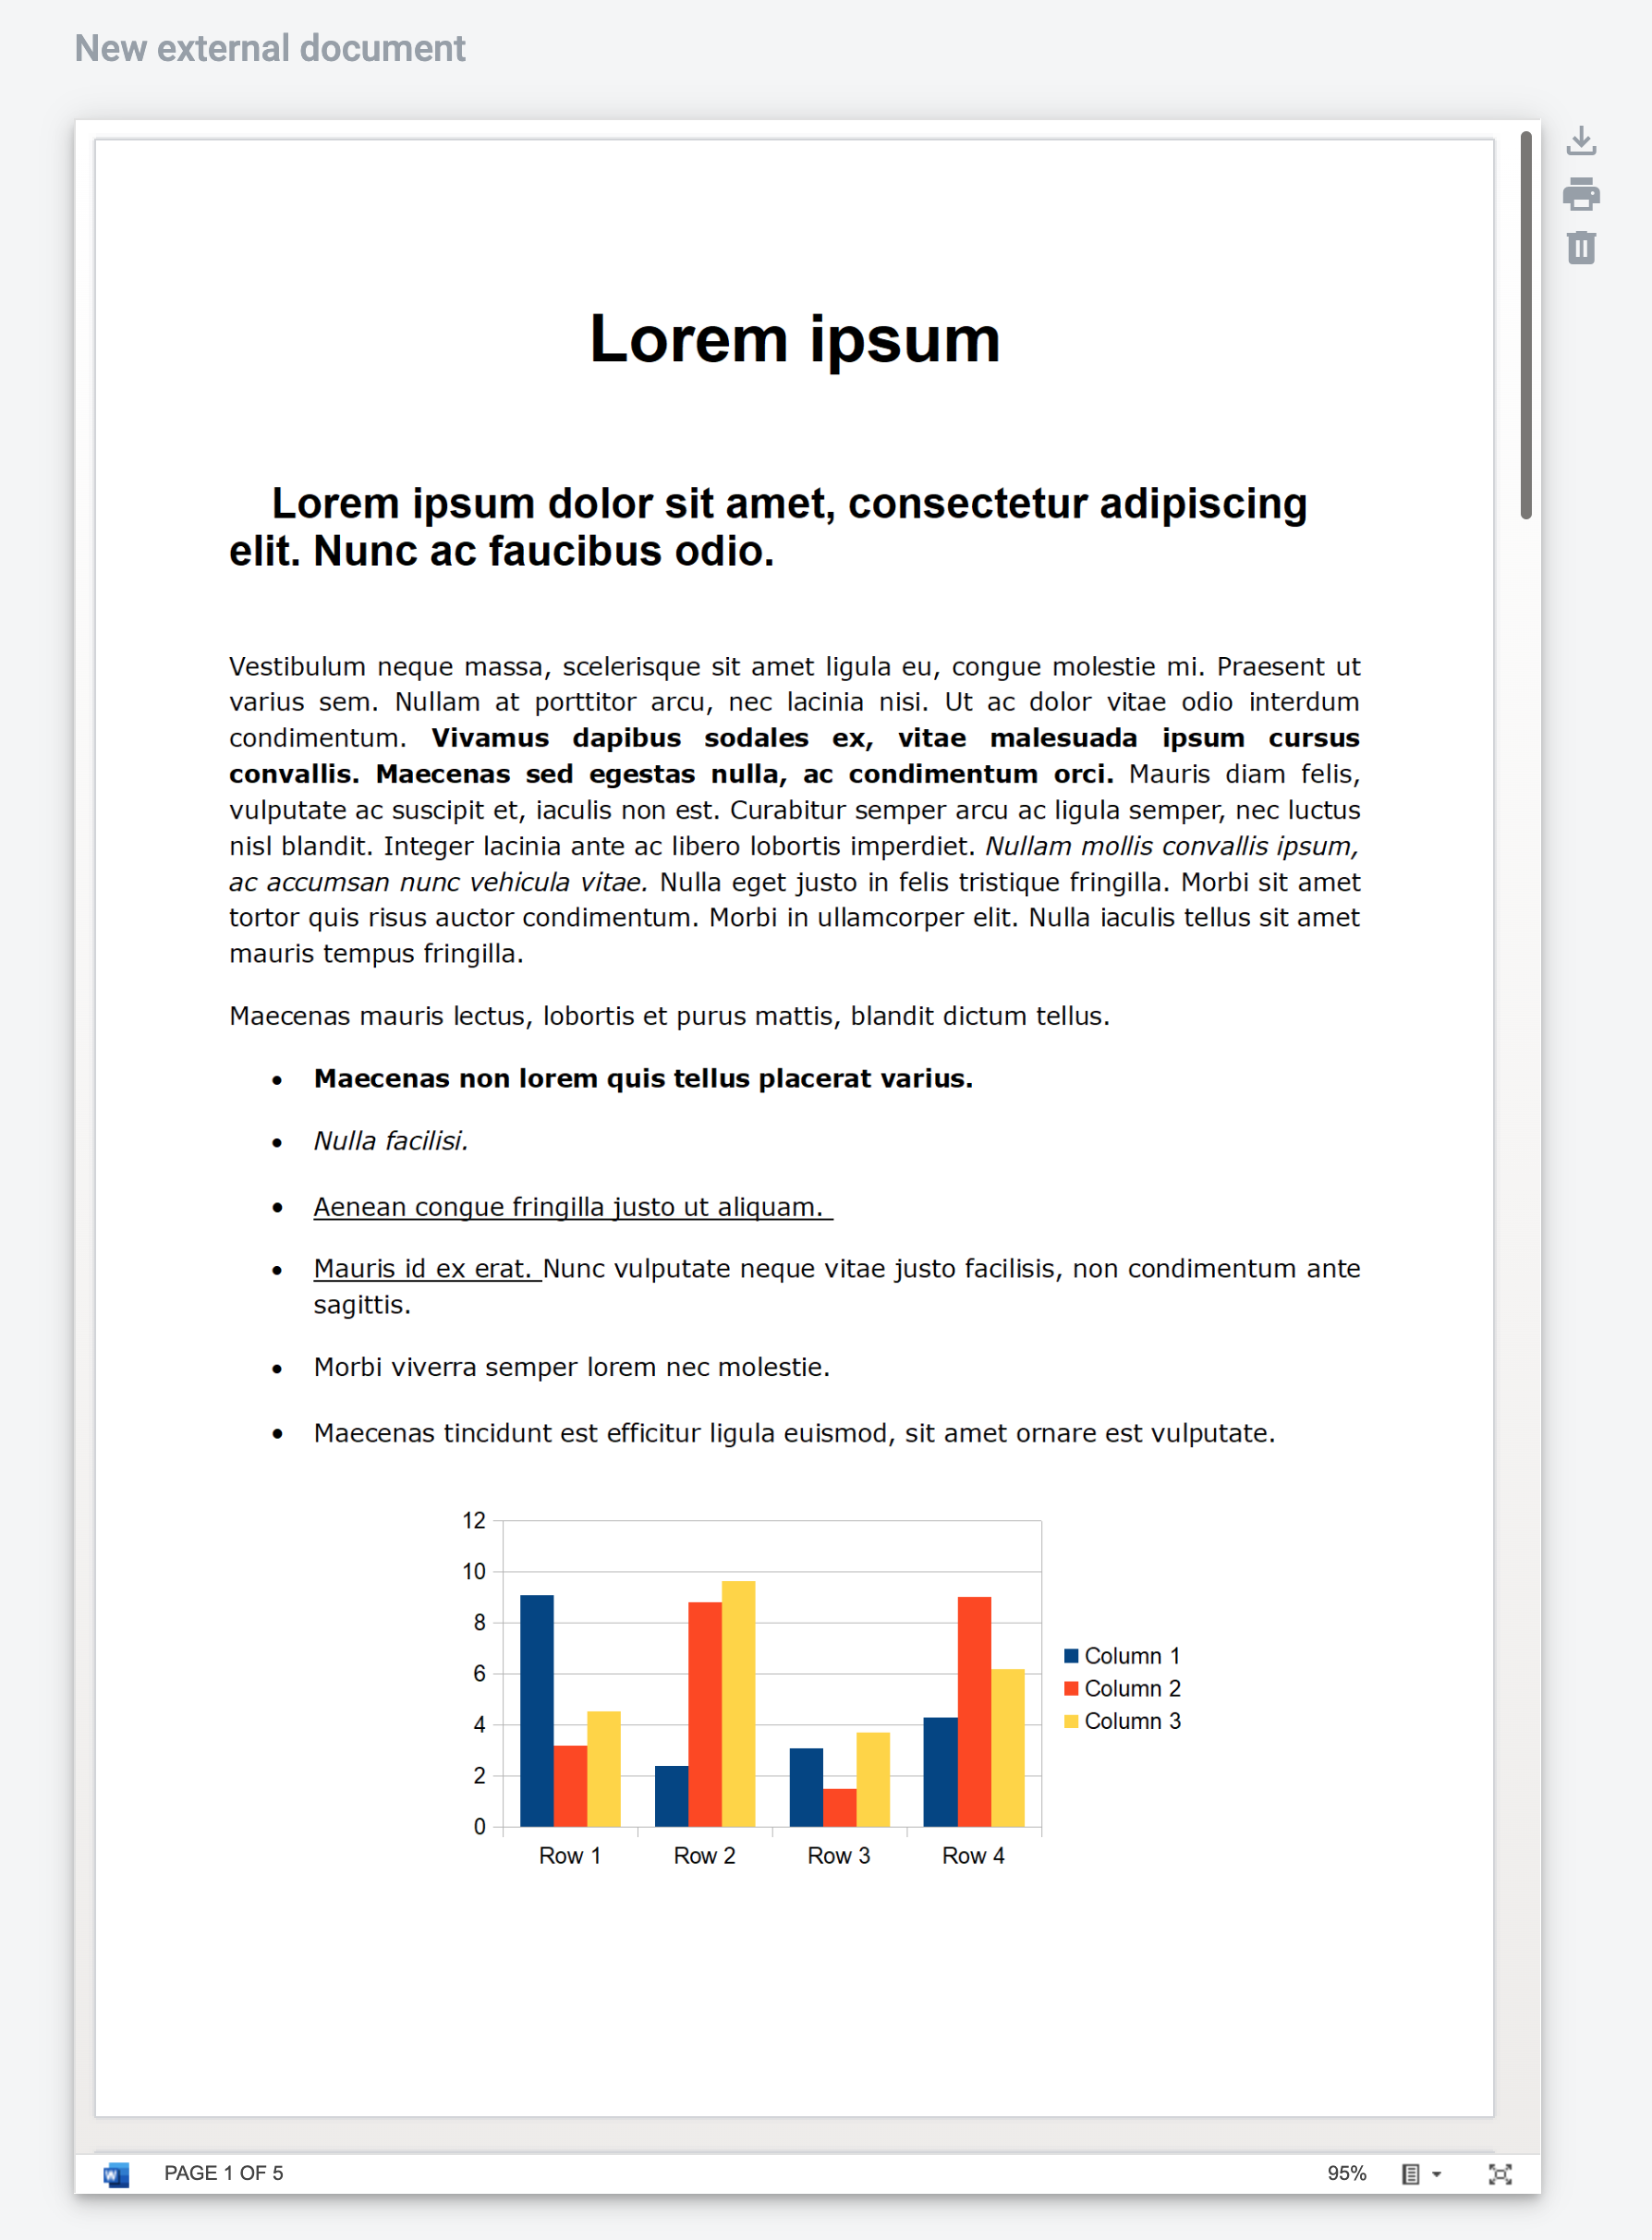 New external document
Lorem ipsum
Lorem ipsum dolor sit amet, consectetur adipiscing
elit. Nunc ac faucibus odio.
Vestibulum neque massa, scelerisque sit amet ligula eu, congue molestie mi. Praesent ut
varius sem. Nullam at porttitor arcu, nec lacinia nisi. Ut ac dolor vitae odio interdum
condimentum. Vivamus dapibus sodales ex, vitae malesuada ipsum cursus
convallis. Maecenas sed egestas nulla, ac condimentum orci. Mauris diam felis,
vulputate ac suscipit et, iaculis non est. Curabitur semper arcu ac ligula semper, nec luctus
nisl blandit. Integer lacinia ante ac libero lobortis imperdiet. Nullam mollis convallis ipsum,
ac accumsan nunc vehicula vitae. Nulla eget justo in felis tristique fringilla. Morbi sit amet
tortor quis risus auctor condimentum. Morbi in ullamcorper elit. Nulla iaculis tellus sit amet
mauris tempus fringilla.
Maecenas mauris lectus, lobortis et purus mattis, blandit dictum tellus.
• Maecenas non lorem quis tellus placerat varius.
• Nulla facilisi.
• Aenean congue fringilla justo ut aliquam.
• Mauris id ex erat. Nunc vulputate neque vitae justo facilisis, non condimentum ante
sagittis.
• Morbi viverra semper lorem nec molestie.
• Maecenas tincidunt est efficitur ligula euismod, sit amet ornare est vulputate.
12
10
8
6
4
2
0
Row 1 Row 2 Row 3 Row 4
Column 1
Column 2
Column 3
W PAGE 1 OF 5 95%